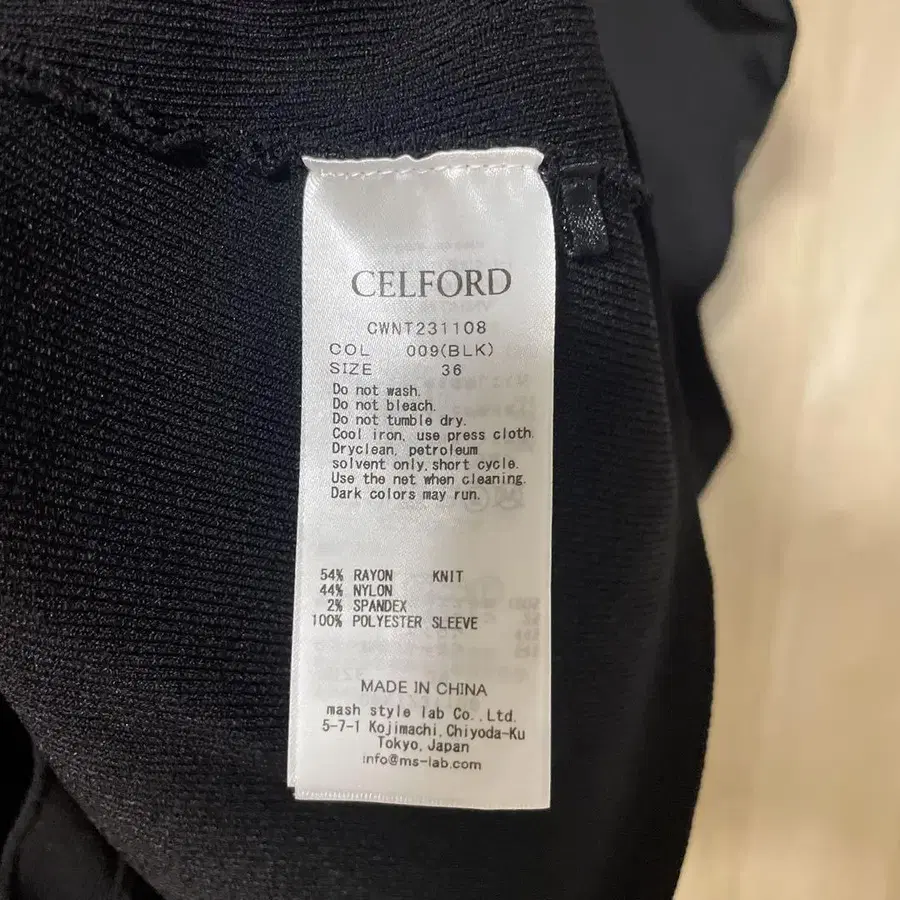 CELFORD
CWNT231108
COL 009(BLK)
SIZE 36
Do not wash.
Do not bleach.
Do not tumble dry.
Cool iron, use press cloth.
Dryclean, petroleum
solvent only, short cycle.
Use the net when cleaning.
Dark colors may run.
54% RAYON KNIT
44% NYLON
2% SPANDEX
100% POLYESTER SLEEVE
MADE IN CHINA
mash style lab Co., Ltd.
5-7-1 Kojimachi, Chiyoda-Ku
Tokyo, Japan
info@ms-lab.com